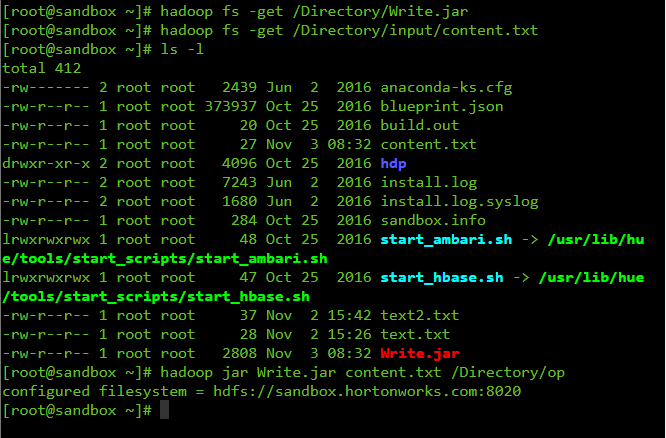 [root@sandbox ~]# hadoop fs -get /Directory/Write.jar
[root@sandbox ~]# hadoop fs -get /Directory/input/content.txt
[root@sandbox ~]# ls -l
total 412
-rw------- 2 root root   2439 Jun  2  2016 anaconda-ks.cfg
-rw-r--r-- 1 root root 373937 Oct 25  2016 blueprint.json
-rw-r--r-- 1 root root     20 Oct 25  2016 build.out
-rw-r--r-- 1 root root     27 Nov  3 08:32 content.txt
drwxr-xr-x 2 root root   4096 Oct 25  2016 hdp
-rw-r--r-- 2 root root   7243 Jun  2  2016 install.log
-rw-r--r-- 2 root root   1680 Jun  2  2016 install.log.syslog
-rw-r--r-- 1 root root    284 Oct 25  2016 sandbox.info
lrwxrwxrwx 1 root root     48 Oct 25  2016 start_ambari.sh -> /usr/lib/hu
e/tools/start_scripts/start_ambari.sh
lrwxrwxrwx 1 root root     47 Oct 25  2016 start_hbase.sh -> /usr/lib/hue
/tools/start_scripts/start_hbase.sh
-rw-r--r-- 1 root root     37 Nov  2 15:42 text2.txt
-rw-r--r-- 1 root root     28 Nov  2 15:26 text.txt
-rw-r--r-- 1 root root   2808 Nov  3 08:32 Write.jar
[root@sandbox ~]# hadoop jar Write.jar content.txt /Directory/op
configured filesystem = hdfs://sandbox.hortonworks.com:8020
[root@sandbox ~]#